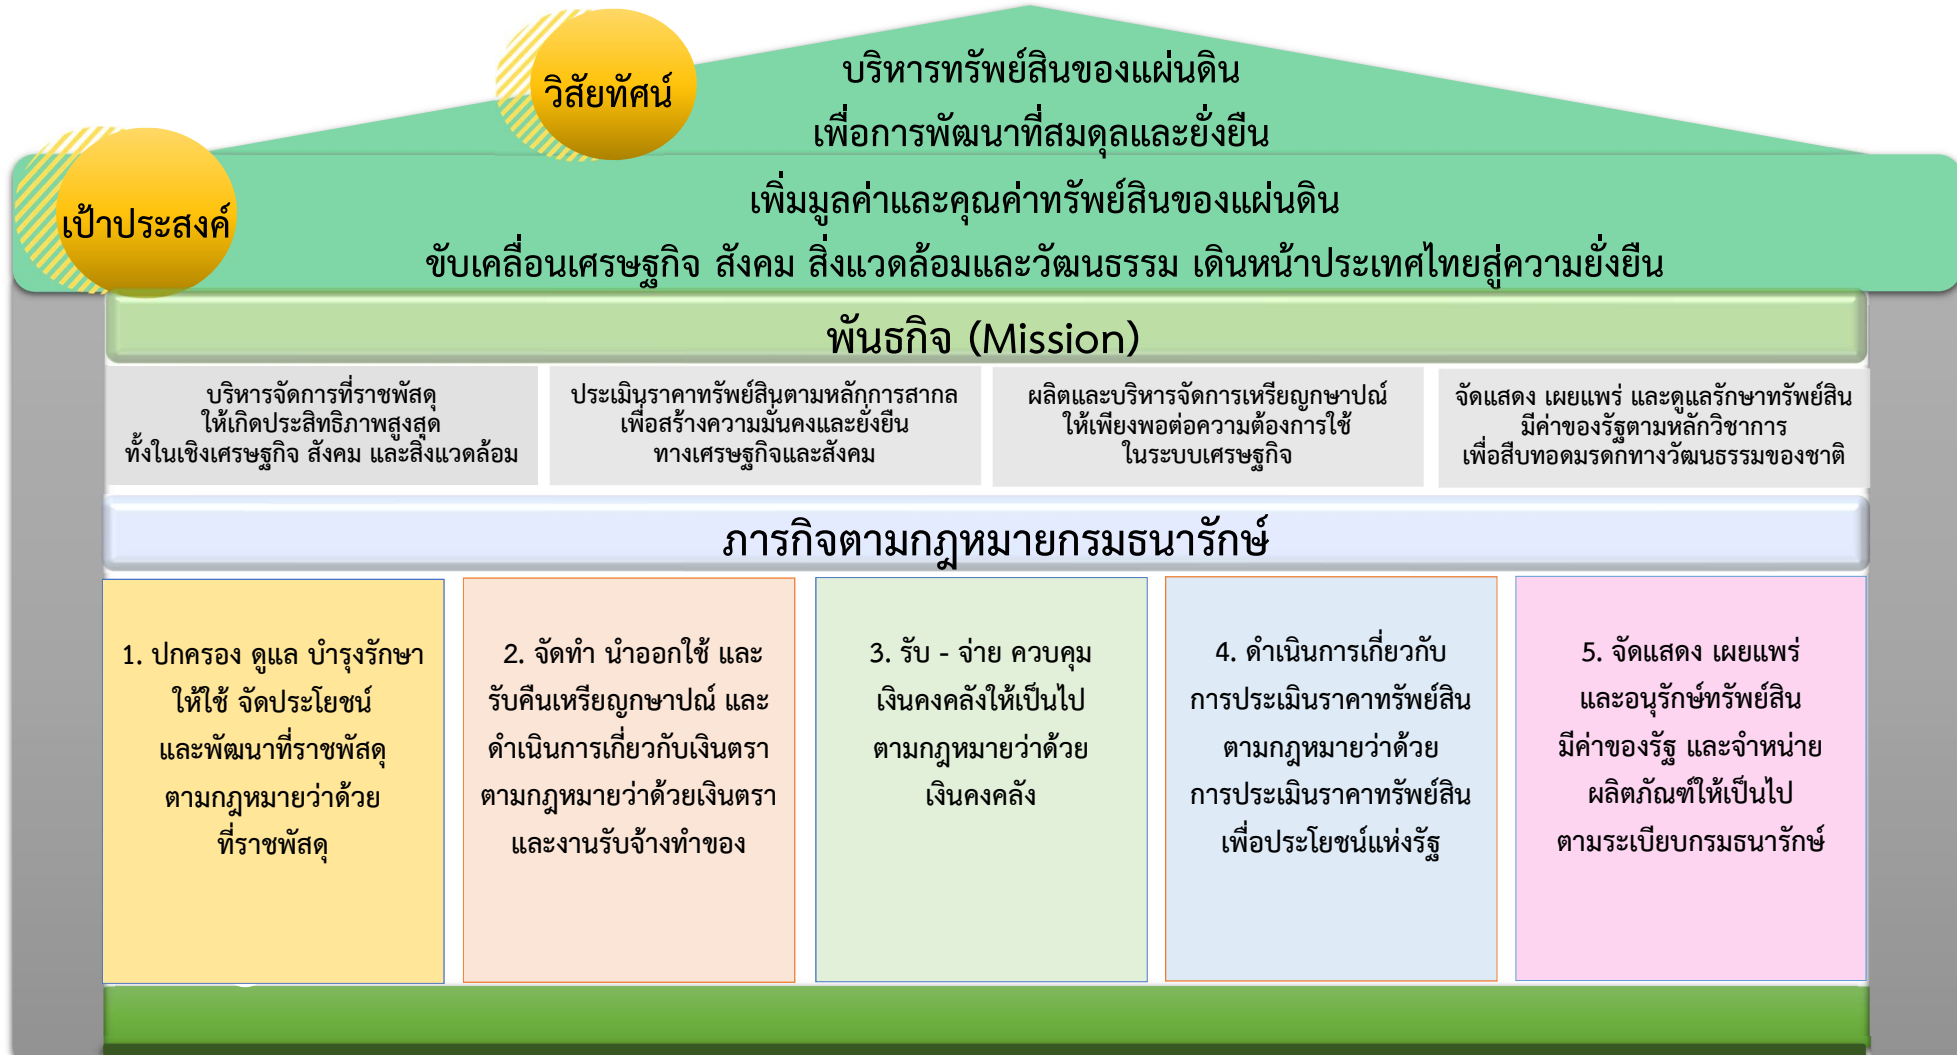 วิสัยทัศน์
บริหารทรัพย์สินของแผ่นดิน
เพื่อการพัฒนาที่สมดุลและยั่งยืน
เป้าประสงค์
เพิ่มมูลค่าและคุณค่าทรัพย์สินของแผ่นดิน
ขับเคลื่อนเศรษฐกิจ สังคม สิ่งแวดล้อมและวัฒนธรรม เดินหน้าประเทศไทยสู่ความยั่งยืน
พันธกิจ (Mission)
บริหารจัดการที่ราชพัสดุ
ให้เกิดประสิทธิภาพสูงสุด
ทั้งในเชิงเศรษฐกิจ สังคม และสิ่งแวดล้อม
ประเมินราคาทรัพย์สินตามหลักการสากล
เพื่อสร้างความมั่นคงและยั่งยืน
ทางเศรษฐกิจและสังคม
ผลิตและบริหารจัดการเหรียญกษาปณ์
ให้เพียงพอต่อความต้องการใช้
ในระบบเศรษฐกิจ
จัดแสดง เผยแพร่ และดูแลรักษาทรัพย์สิน
มีค่าของรัฐตามหลักวิชาการ
เพื่อสืบทอดมรดกทางวัฒนธรรมของชาติ
ภารกิจตามกฎหมายกรมธนารักษ์
1. ปกครอง ดูแล บำรุงรักษา
ให้ใช้ จัดประโยชน์
และพัฒนาที่ราชพัสดุ
ตามกฎหมายว่าด้วย
ที่ราชพัสดุ
2. จัดทำ นำออกใช้ และ
รับคืนเหรียญกษาปณ์ และ
ดำเนินการเกี่ยวกับเงินตรา
ตามกฎหมายว่าด้วยเงินตรา
และงานรับจ้างทำของ
3. รับ - จ่าย ควบคุม
เงินคงคลังให้เป็นไป
ตามกฎหมายว่าด้วย
เงินคงคลัง
4. ดำเนินการเกี่ยวกับ
การประเมินราคาทรัพย์สิน
ตามกฎหมายว่าด้วย
การประเมินราคาทรัพย์สิน
เพื่อประโยชน์แห่งรัฐ
5. จัดแสดง เผยแพร่
และอนุรักษ์ทรัพย์สิน
มีค่าของรัฐ และจำหน่าย
ผลิตภัณฑ์ให้เป็นไป
ตามระเบียบกรมธนารักษ์